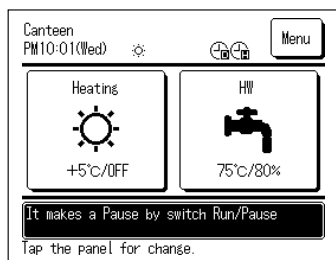 Canteen
PM10:01(Wed)
Menu
Heating
+5°c/OFF
HW
75°c/80%
It makes a Pause by switch Run/Pause
Tap the panel for change.